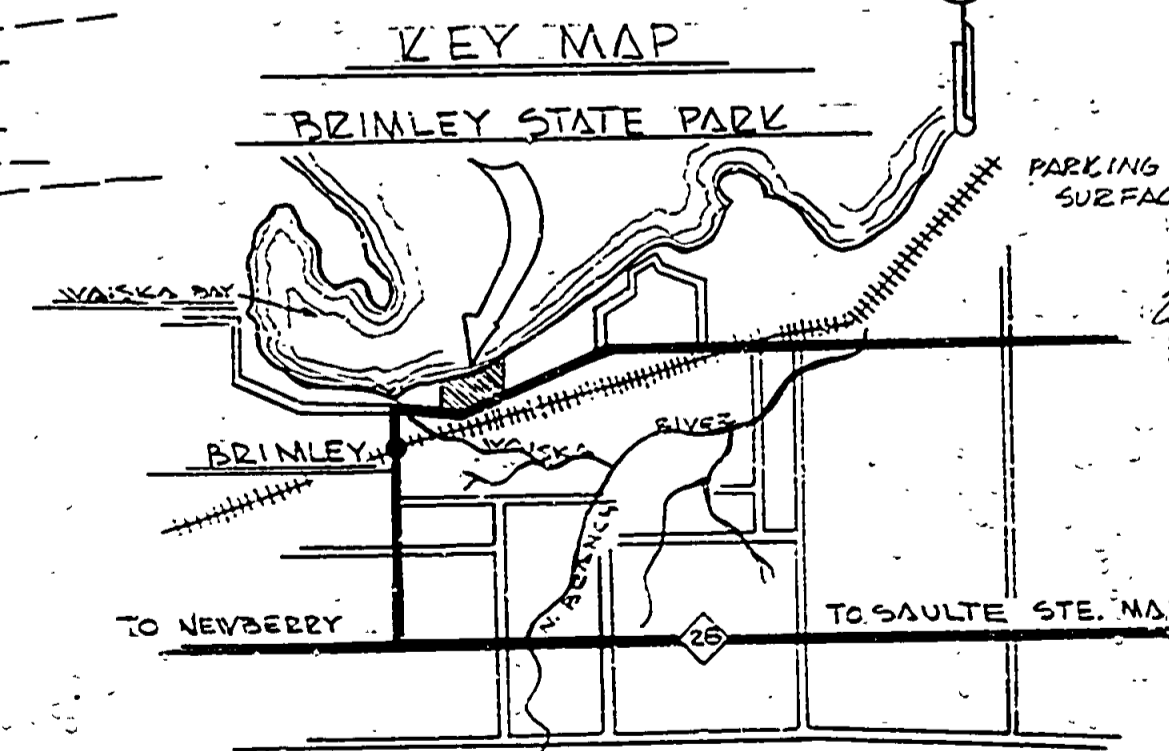 KEY MAP
BRIMLEY STATE PARK
PARKING
SURFAC
WAISKA BAY
BRIMLEY
WAISKA
RIVER
N. BRANCH
TO NEWBERRY
28
TO SAULTE STE. MA